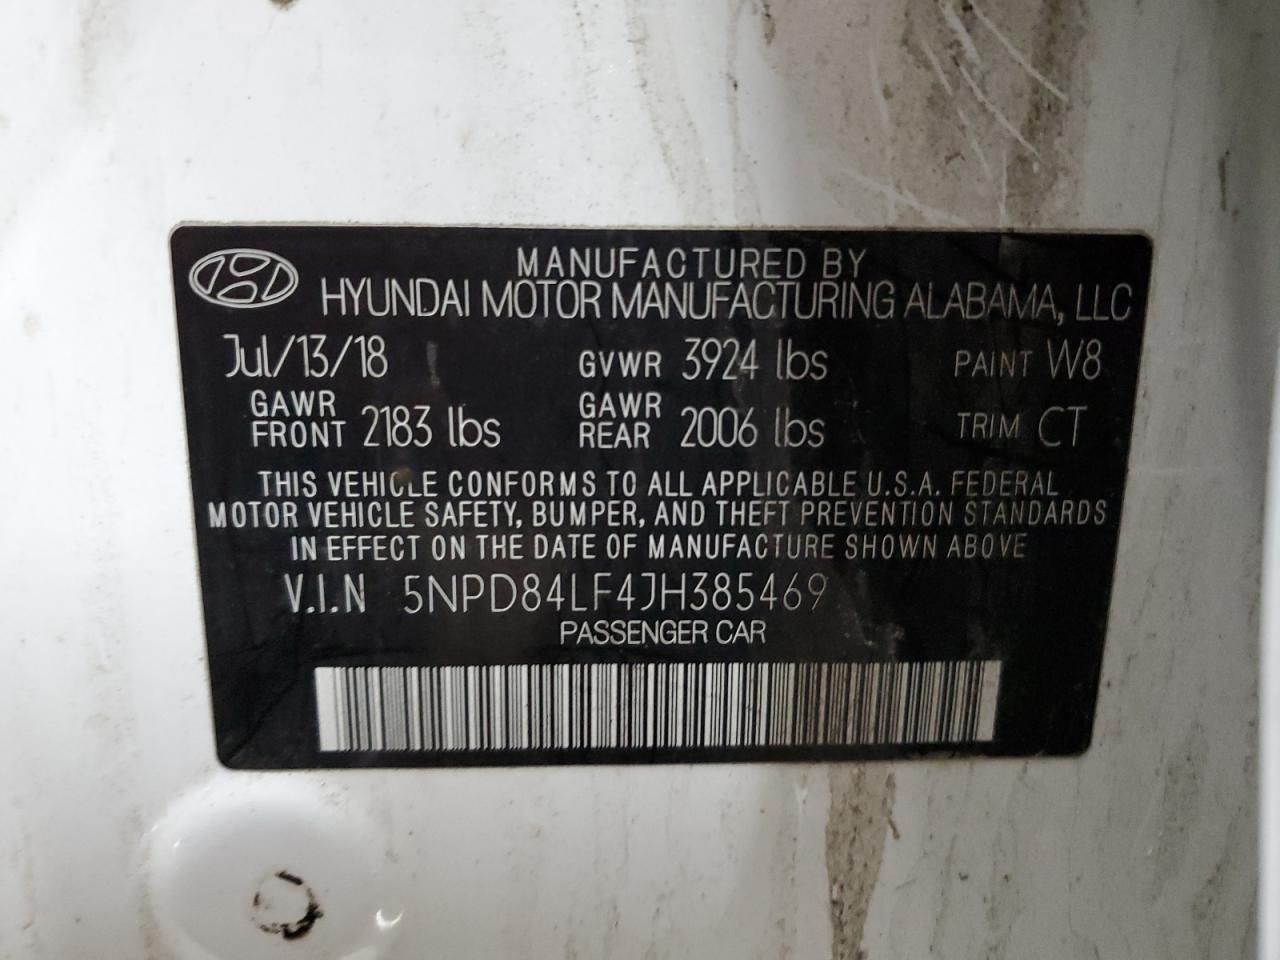 MANUFACTURED BY
HYUNDAI MOTOR MANUFACTURING ALABAMA, LLC
Jul/13/18 GVWR 3924 lbs PAINT W8
GAWR FRONT 2183 lbs GAWR REAR 2006 lbs TRIM CT
THIS VEHICLE CONFORMS TO ALL APPLICABLE U.S.A. FEDERAL
MOTOR VEHICLE SAFETY, BUMPER, AND THEFT PREVENTION STANDARDS
IN EFFECT ON THE DATE OF MANUFACTURE SHOWN ABOVE
V.I.N 5NPD84LF4JH385469
PASSENGER CAR